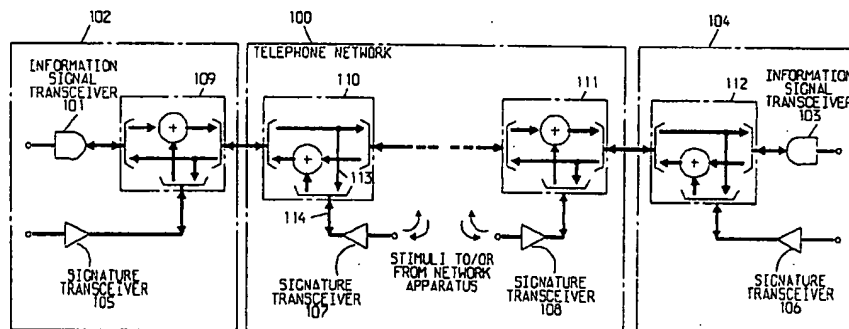 102
100
104
TELEPHONE NETWORK
INFORMATION
SIGNAL
TRANSCEIVER
101
109
110
111
112
INFORMATION
SIGNAL
TRANSCEIVER
103
+
+
+
+
113
114
SIGNATURE
TRANSCEIVER
105
SIGNATURE
TRANSCEIVER
107
STIMULI TO/OR
FROM NETWORK
APPARATUS
SIGNATURE
TRANSCEIVER
108
SIGNATURE
TRANSCEIVER
106